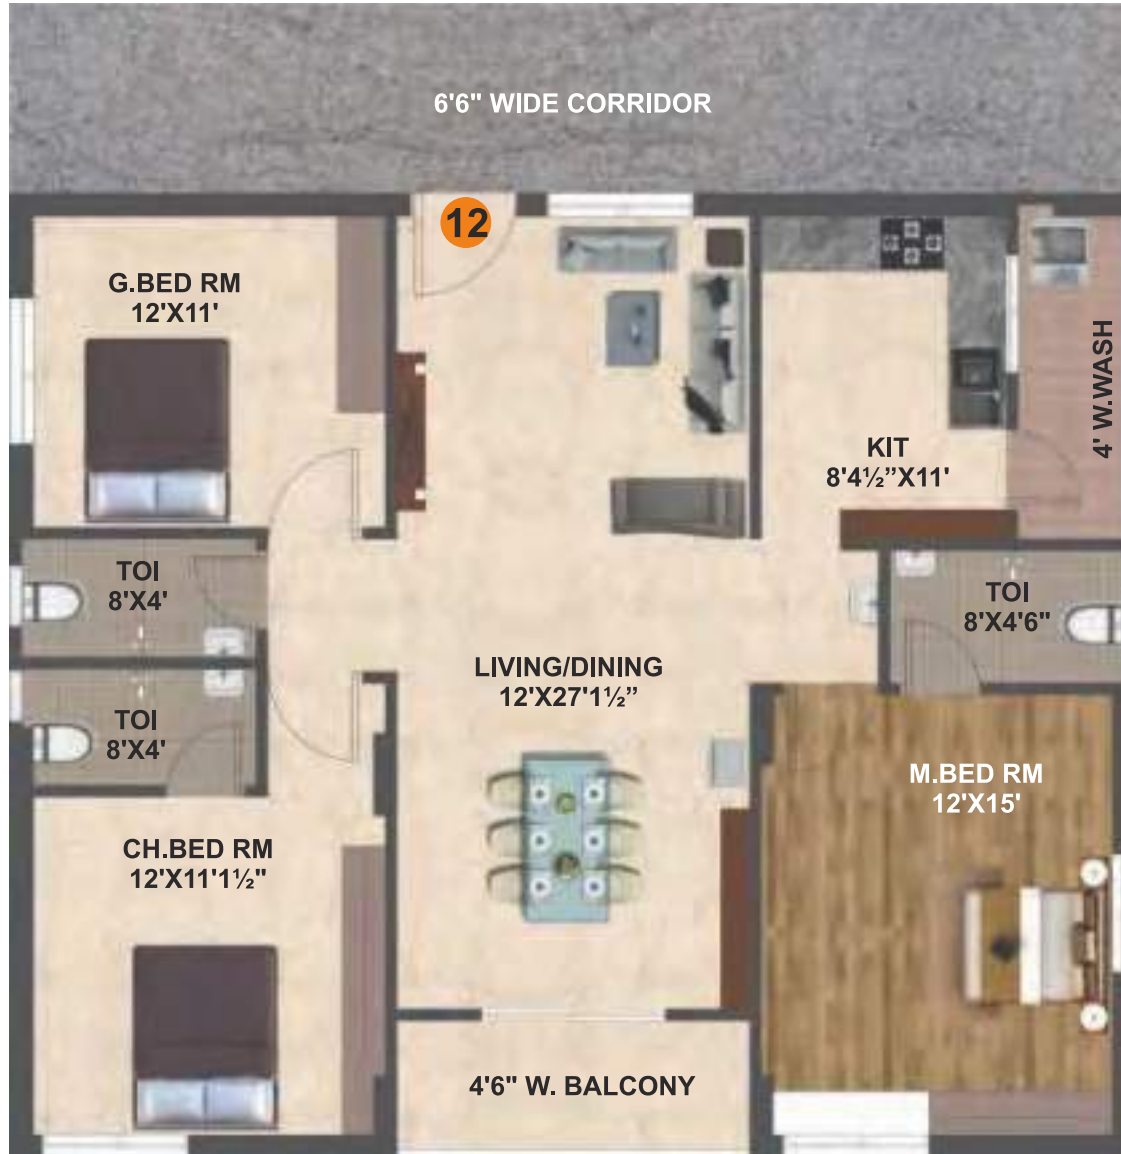 6'6" WIDE CORRIDOR
12
G.BED RM
12'X11'
4' W.WASH
KIT
8'4½”X11'
TOI
8'X4'
TOI
8'X4'6"
LIVING/DINING
12'X27'1½”
TOI
8'X4'
M.BED RM
12'X15'
CH.BED RM
12'X11'1½"
4'6" W. BALCONY